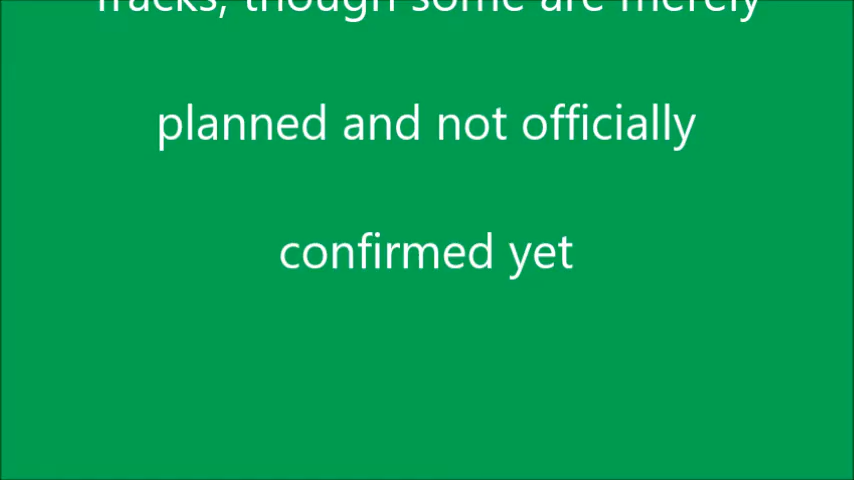 Tracks, though some are merely
planned and not officially
confirmed yet